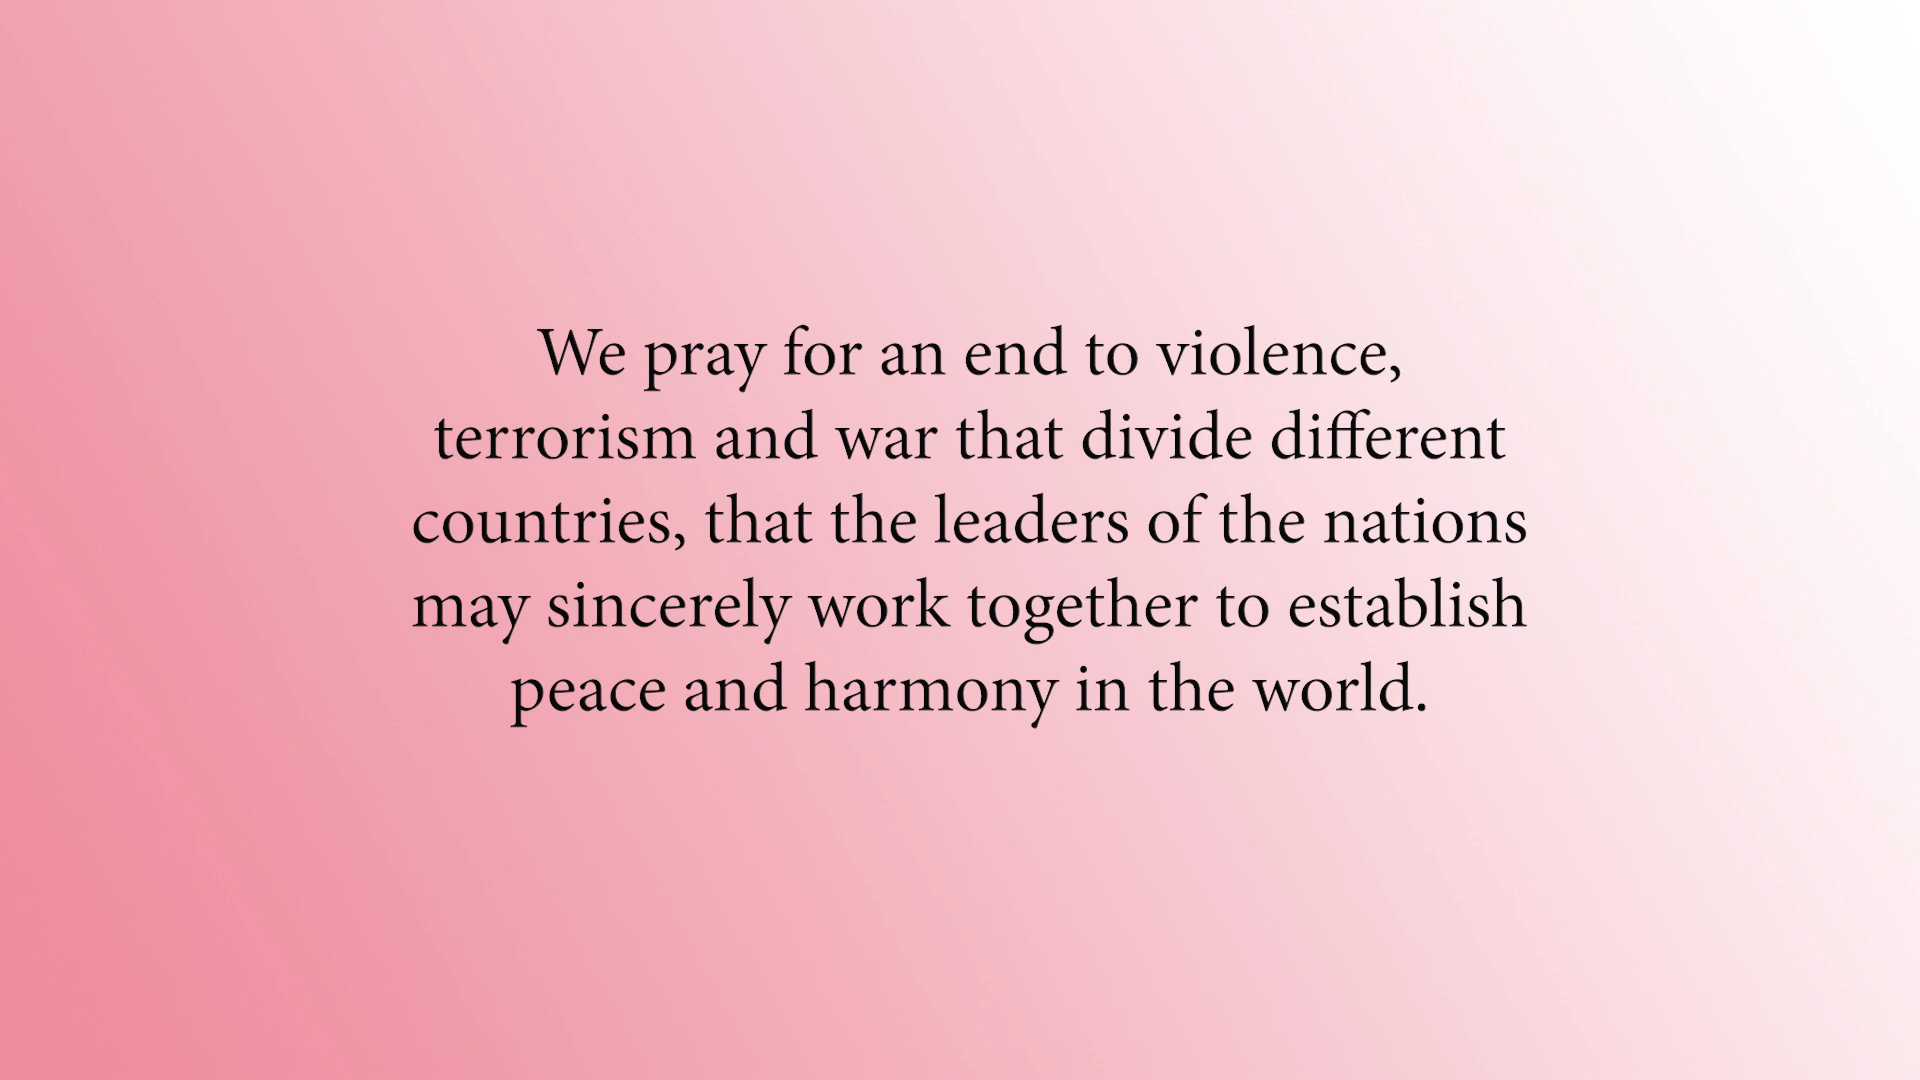 We pray for an end to violence,
terrorism and war that divide different
countries, that the leaders of the nations
may sincerely work together to establish
peace and harmony in the world.